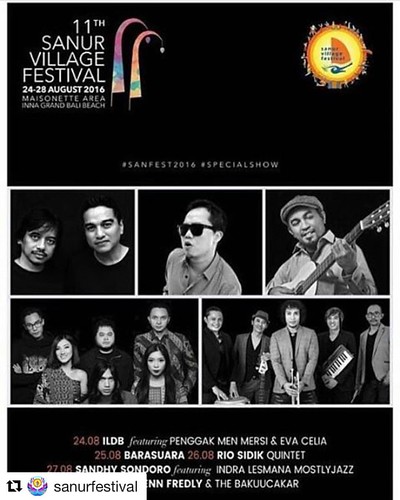 11TH
SANUR
VILLAGE
FESTIVAL
24-28 AUGUST 2016
MAISONETTE AREA
INNA GRAND BALI BEACH
sanur
village
festival
#SANFEST2016 #SPECIALSHOW
24.08 ILDB featuring PENGGAK MEN MERSI & EVA CELIA
25.08 BARASUARA 26.08 RIO SIDIK QUINTET
27.08 SANDHY SONDORO featuring INDRA LESMANA MOSTLYJAZZ
ENN FREDLY & THE BAKUUCAKAR
sanurfestival